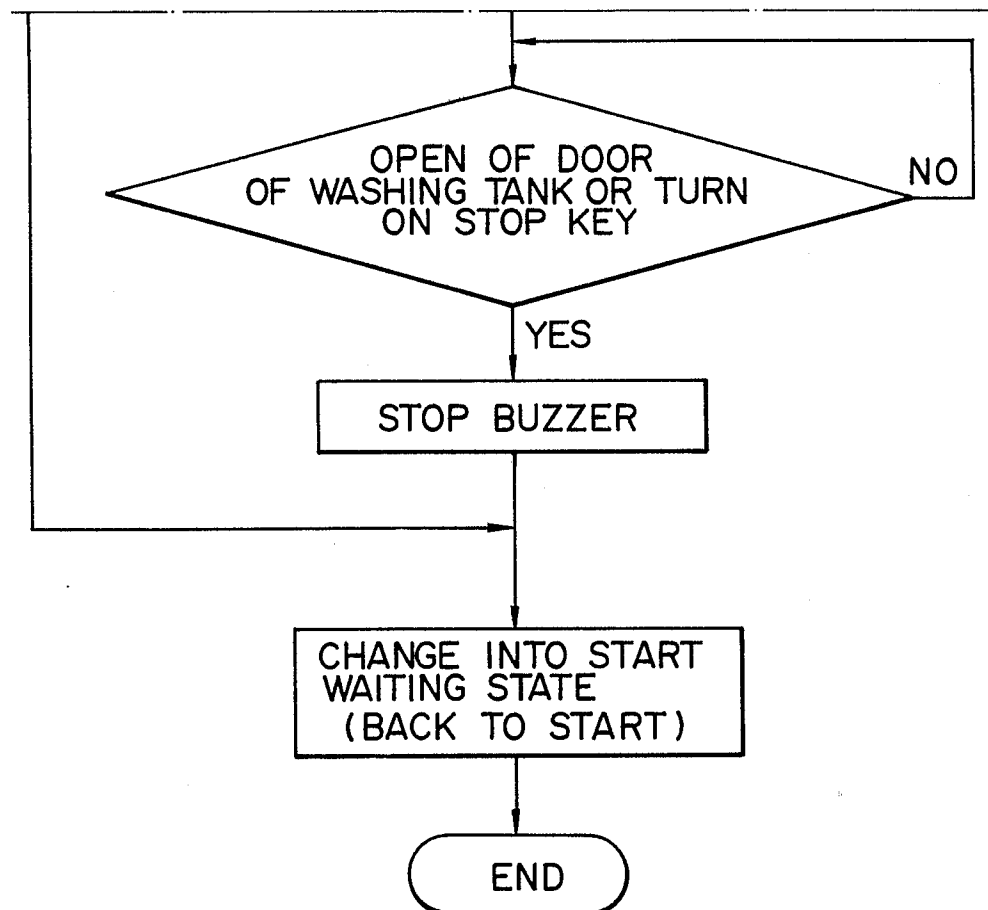 OPEN OF DOOR
OF WASHING TANK OR TURN
ON STOP KEY
NO
YES
STOP BUZZER
CHANGE INTO START
WAITING STATE
(BACK TO START)
END